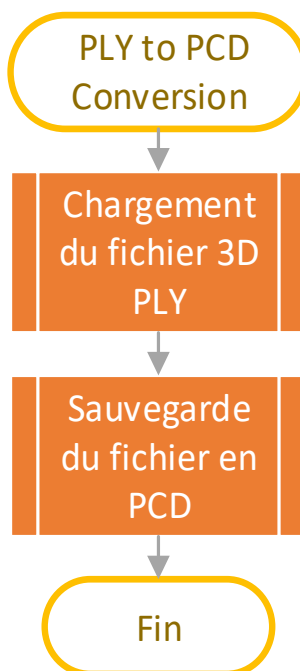 PLY to PCD
Conversion
Chargement
du fichier 3D
PLY
Sauvegarde
du fichier en
PCD
Fin